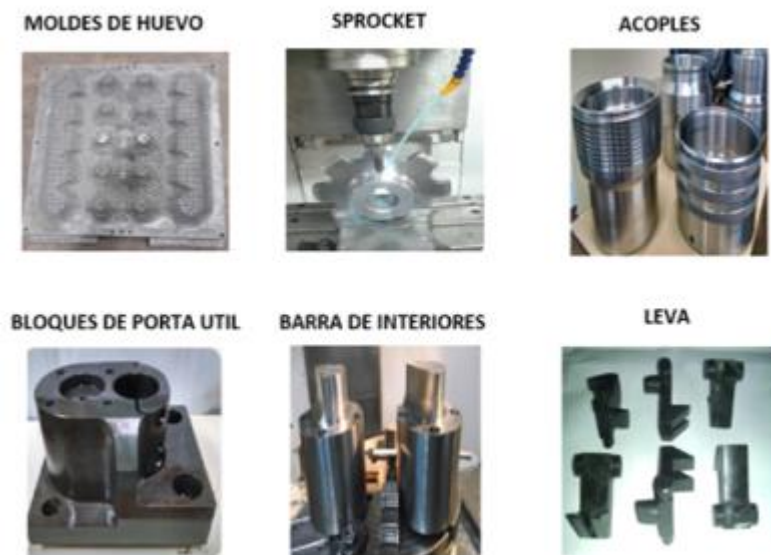 MOLDES DE HUEVO
SPROCKET
ACOPLES
BLOQUES DE PORTA UTIL
BARRA DE INTERIORES
LEVA